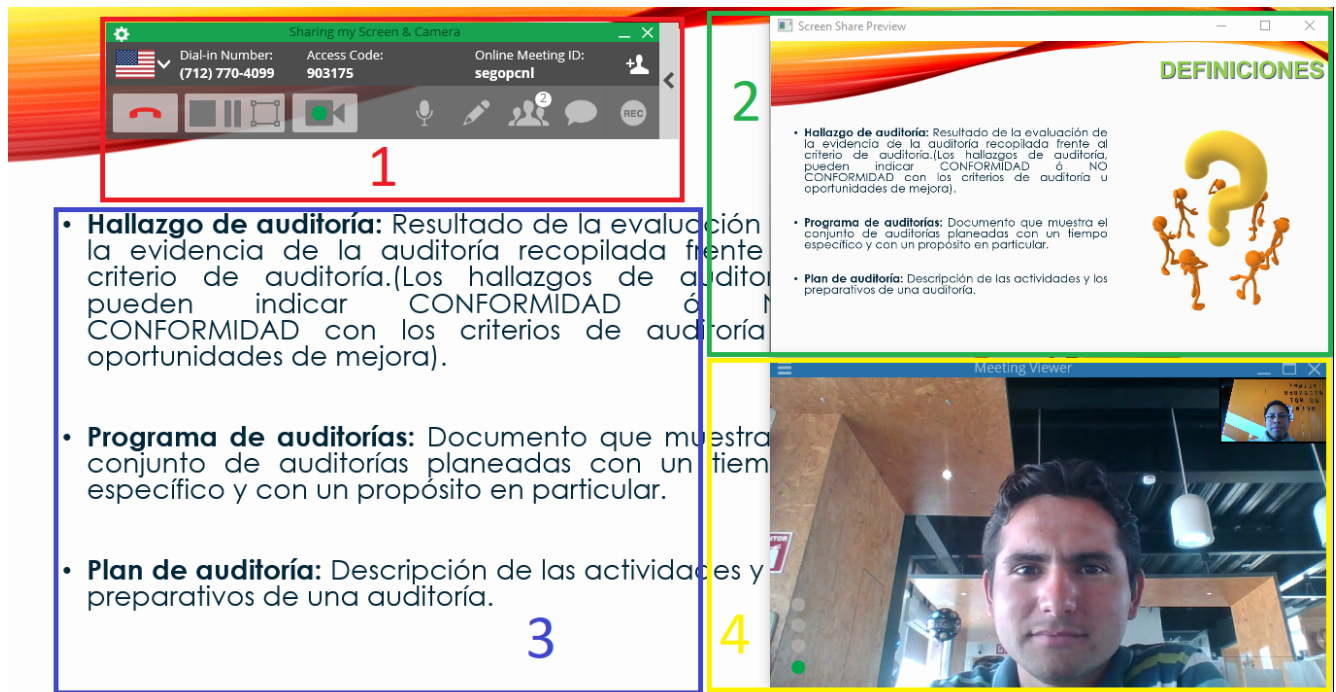 Sharing my Screen & Camera
Dial-in Number:
(712) 770-4099
Access Code:
903175
Online Meeting ID:
segopcnl
2
REC
1
• Hallazgo de auditoría: Resultado de la evaluación
la evidencia de la auditoría recopilada frente
criterio de auditoría.(Los hallazgos de auditor
pueden indicar CONFORMIDAD ó N
CONFORMIDAD con los criterios de auditoría
oportunidades de mejora).
• Programa de auditorías: Documento que muestra
conjunto de auditorías planeadas con un tiem
específico y con un propósito en particular.
• Plan de auditoría: Descripción de las actividades y
preparativos de una auditoría.
3
2
Screen Share Preview
DEFINICIONES
• Hallazgo de auditoría: Resultado de la evaluación de
la evidencia de la auditoría recopilada frente al
criterio de auditoría.(Los hallazgos de auditoría,
pueden indicar CONFORMIDAD ó NO
CONFORMIDAD con los criterios de auditoría u
oportunidades de mejora).
• Programa de auditorías: Documento que muestra el
conjunto de auditorías planeadas con un tiempo
específico y con un propósito en particular.
• Plan de auditoría: Descripción de las actividades y los
preparativos de una auditoría.
Meeting Viewer
4